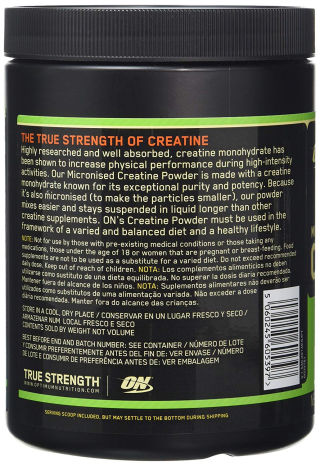 THE TRUE STRENGTH OF CREATINE
Highly researched and well absorbed, creatine monohydrate has
been shown to increase physical performance during high-intensity
activities. Our Micronised Creatine Powder is made with a creatine
monohydrate known for its exceptional purity and potency. Because
it's also micronised (to make the particles smaller), our powder
mixes easier and stays suspended in liquid longer than other
creatine supplements. ON's Creatine Powder must be used in the
framework of a varied and balanced diet and a healthy lifestyle.
NOTE: Not for use by those with pre-existing medical conditions or those taking any
medications, those under the age of 18 or women that are pregnant or breast-feeding. Food
supplements are not to be used as a substitute for a varied diet. Do not exceed recommended
daily dose. Keep out of reach of children. NOTA: Los complementos alimenticios no deben
utilizarse como sustituto de una dieta equilibrada. No superar la dosis diaria recomendada.
Mantener fuera del alcance de los niños. NOTA: Suplementos alimentares não deverão ser
utilizados como substitutos de uma alimentação variada. Não exceder a dose
diária recomendada. Manter fora do alcance das crianças.
STORE IN A COOL, DRY PLACE / CONSERVAR EN UN LUGAR FRESCO Y SECO /
ARMAZENAR NUM LOCAL FRESCO E SECO
CONTENTS SOLD BY WEIGHT NOT VOLUME
BEST BEFORE END AND BATCH NUMBER: SEE CONTAINER / NÚMERO DE LOTE
Y CONSUMIR PREFERENTEMENTE ANTES DEL FIN DE: VER ENVASE / NÚMERO
DE LOTE E CONSUMIR DE PREFERÊNCIA ANTES DE: VER EMBALAGEM
TRUE STRENGTH ON
WWW.OPTIMUMNUTRITION.COM
SERVING SCOOP INCLUDED, BUT MAY SETTLE TO THE BOTTOM DURING SHIPPING